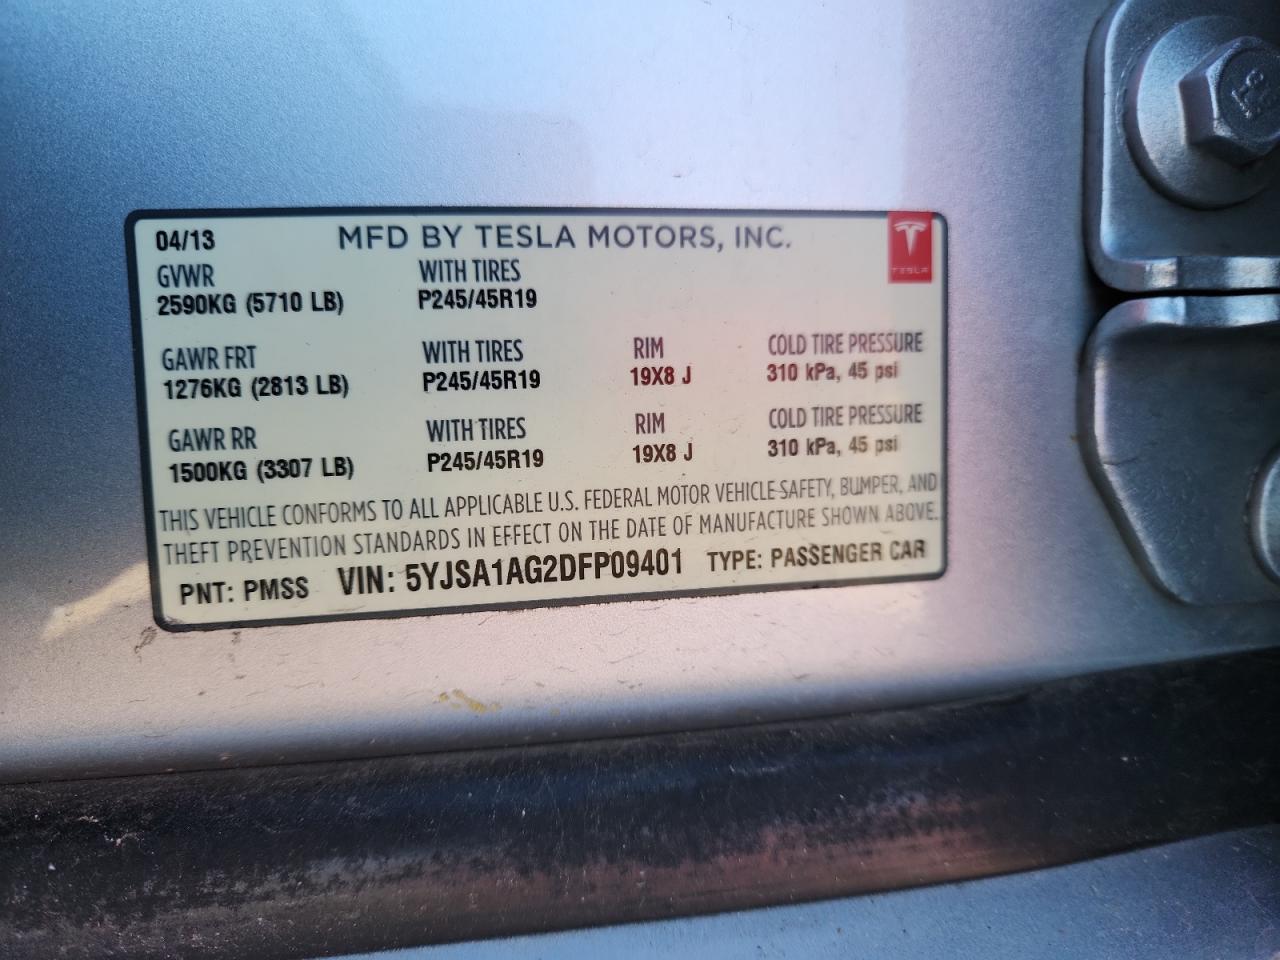 04/13 MFD BY TESLA MOTORS, INC.
TESLA
GVWR WITH TIRES
2590KG (5710 LB) P245/45R19
GAWR FRT WITH TIRES RIM COLD TIRE PRESSURE
1276KG (2813 LB) P245/45R19 19X8 J 310 kPa, 45 psi
GAWR RR WITH TIRES RIM COLD TIRE PRESSURE
1500KG (3307 LB) P245/45R19 19X8 J 310 kPa, 45 psi
THIS VEHICLE CONFORMS TO ALL APPLICABLE U.S. FEDERAL MOTOR VEHICLE SAFETY, BUMPER, AND
THEFT PREVENTION STANDARDS IN EFFECT ON THE DATE OF MANUFACTURE SHOWN ABOVE.
PNT: PMSS VIN: 5YJSA1AG2DFP09401 TYPE: PASSENGER CAR